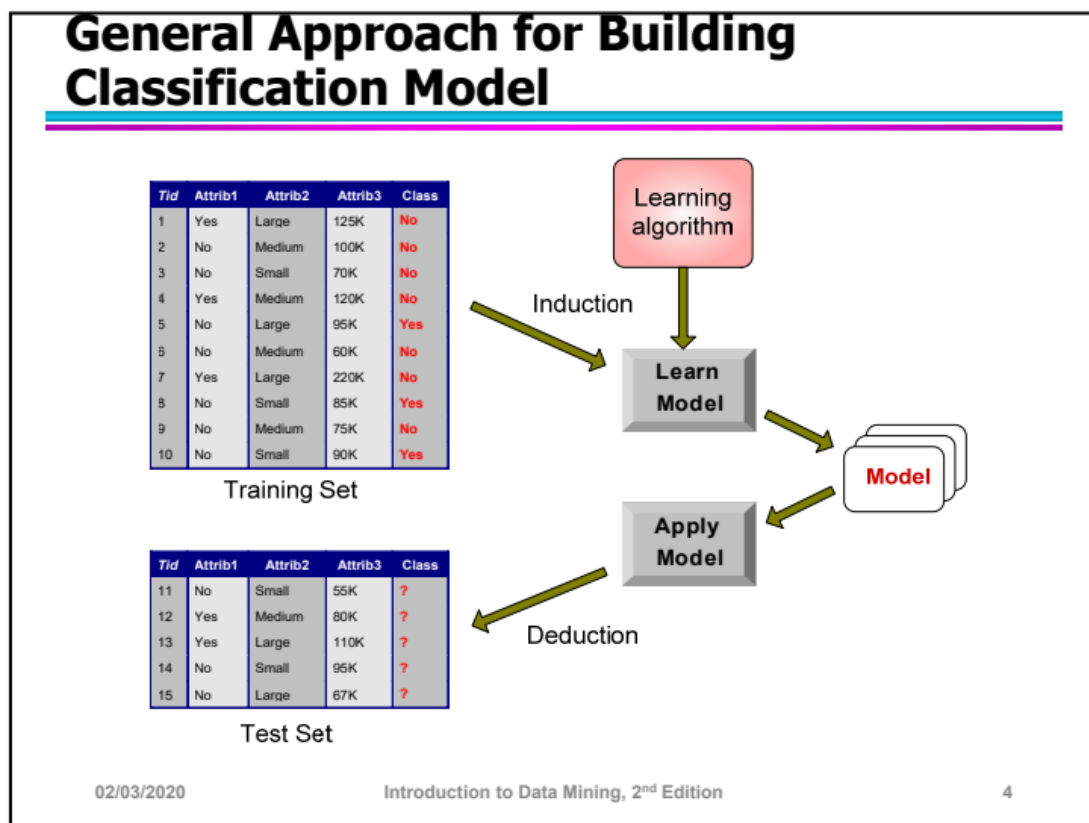 General Approach for Building
Classification Model
Tid Attrib1 Attrib2 Attrib3 Class
1 Yes Large 125K No
2 No Medium 100K No
3 No Small 70K No
4 Yes Medium 120K No
5 No Large 95K Yes
6 No Medium 60K No
7 Yes Large 220K No
8 No Small 85K Yes
9 No Medium 75K No
10 No Small 90K Yes
Training Set
Learning
algorithm
Induction
Learn
Model
Model
Apply
Model
Deduction
Tid Attrib1 Attrib2 Attrib3 Class
11 No Small 55K ?
12 Yes Medium 80K ?
13 Yes Large 110K ?
14 No Small 95K ?
15 No Large 67K ?
Test Set
02/03/2020 Introduction to Data Mining, 2nd Edition 4